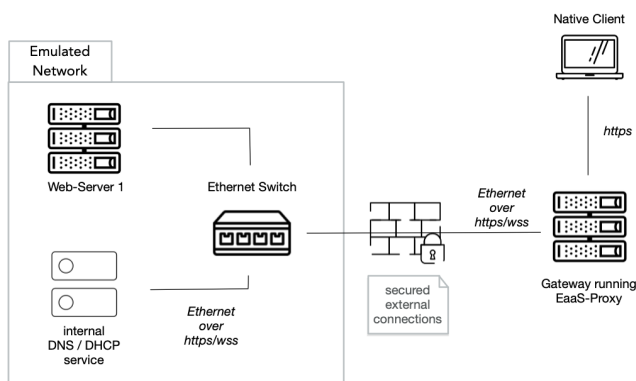 Native Client
Emulated
Network
https
Web-Server 1
Ethernet Switch
Ethernet
over
https/wss
Gateway running
EaaS-Proxy
secured
external
connections
Ethernet
over
https/wss
internal
DNS / DHCP
service